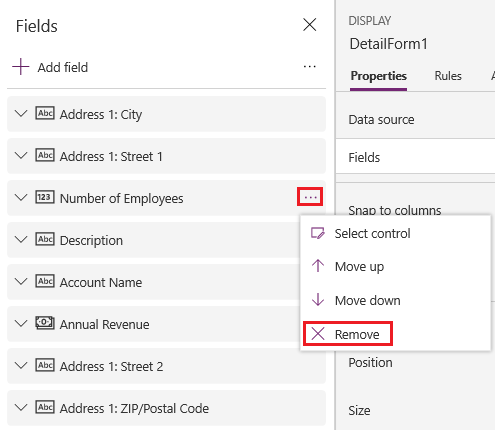 Fields
Add field
Abc Address 1: City
Abc Address 1: Street 1
123 Number of Employees
Abc Description
Abc Account Name
Annual Revenue
Abc Address 1: Street 2
Abc Address 1: ZIP/Postal Code
Select control
Move up
Move down
Remove
DISPLAY
DetailForm1
Properties Rules
Data source
Fields
Snap to columns
Position
Size